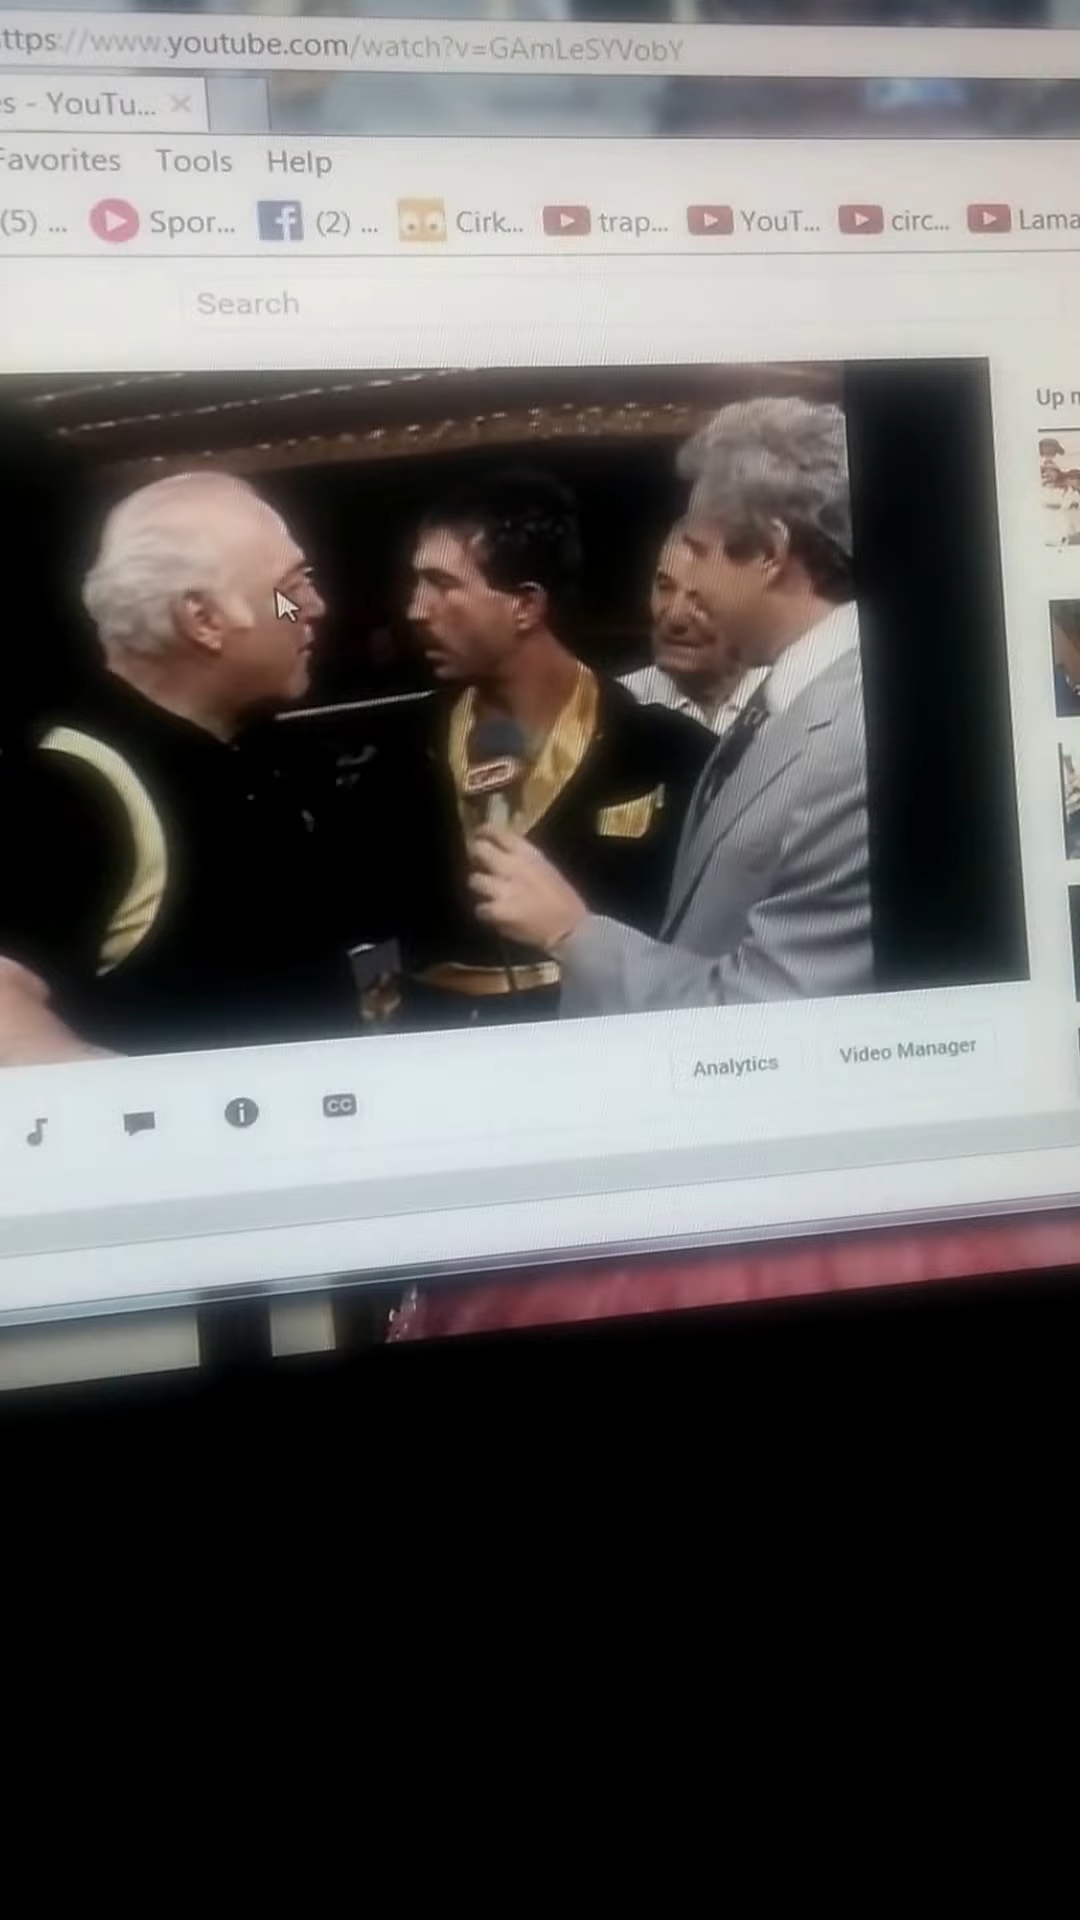 ttps://www.youtube.com/watch?v=GAmLeSYVobY
s - YouTu...
Favorites Tools Help
(5) ... Spor... (2) ... Cirk... trap... YouT... circ... Lama
Search
Up n
CC
Analytics Video Manager